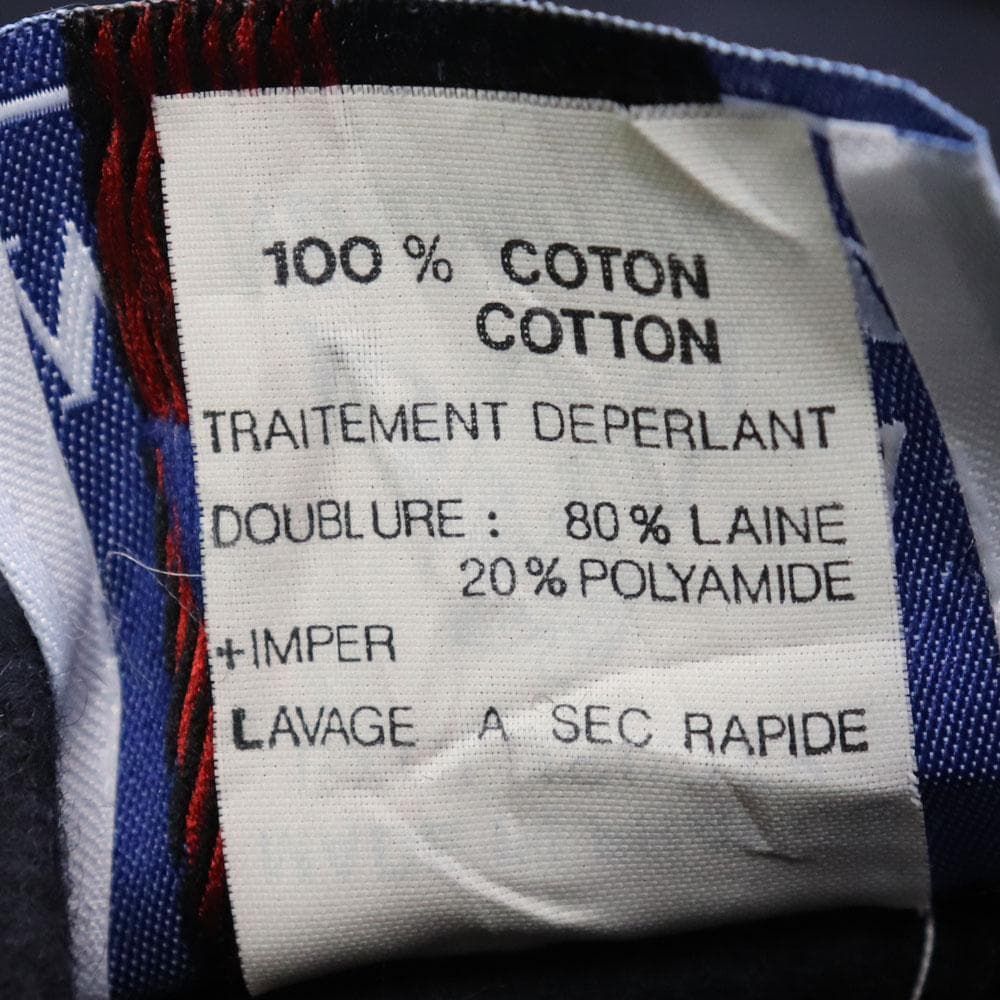 100 % COTON
COTTON
TRAITEMENT DEPERLANT
DOUBLURE : 80 % LAINE
20 % POLYAMIDE
+IMPER
LAVAGE A SEC RAPIDE